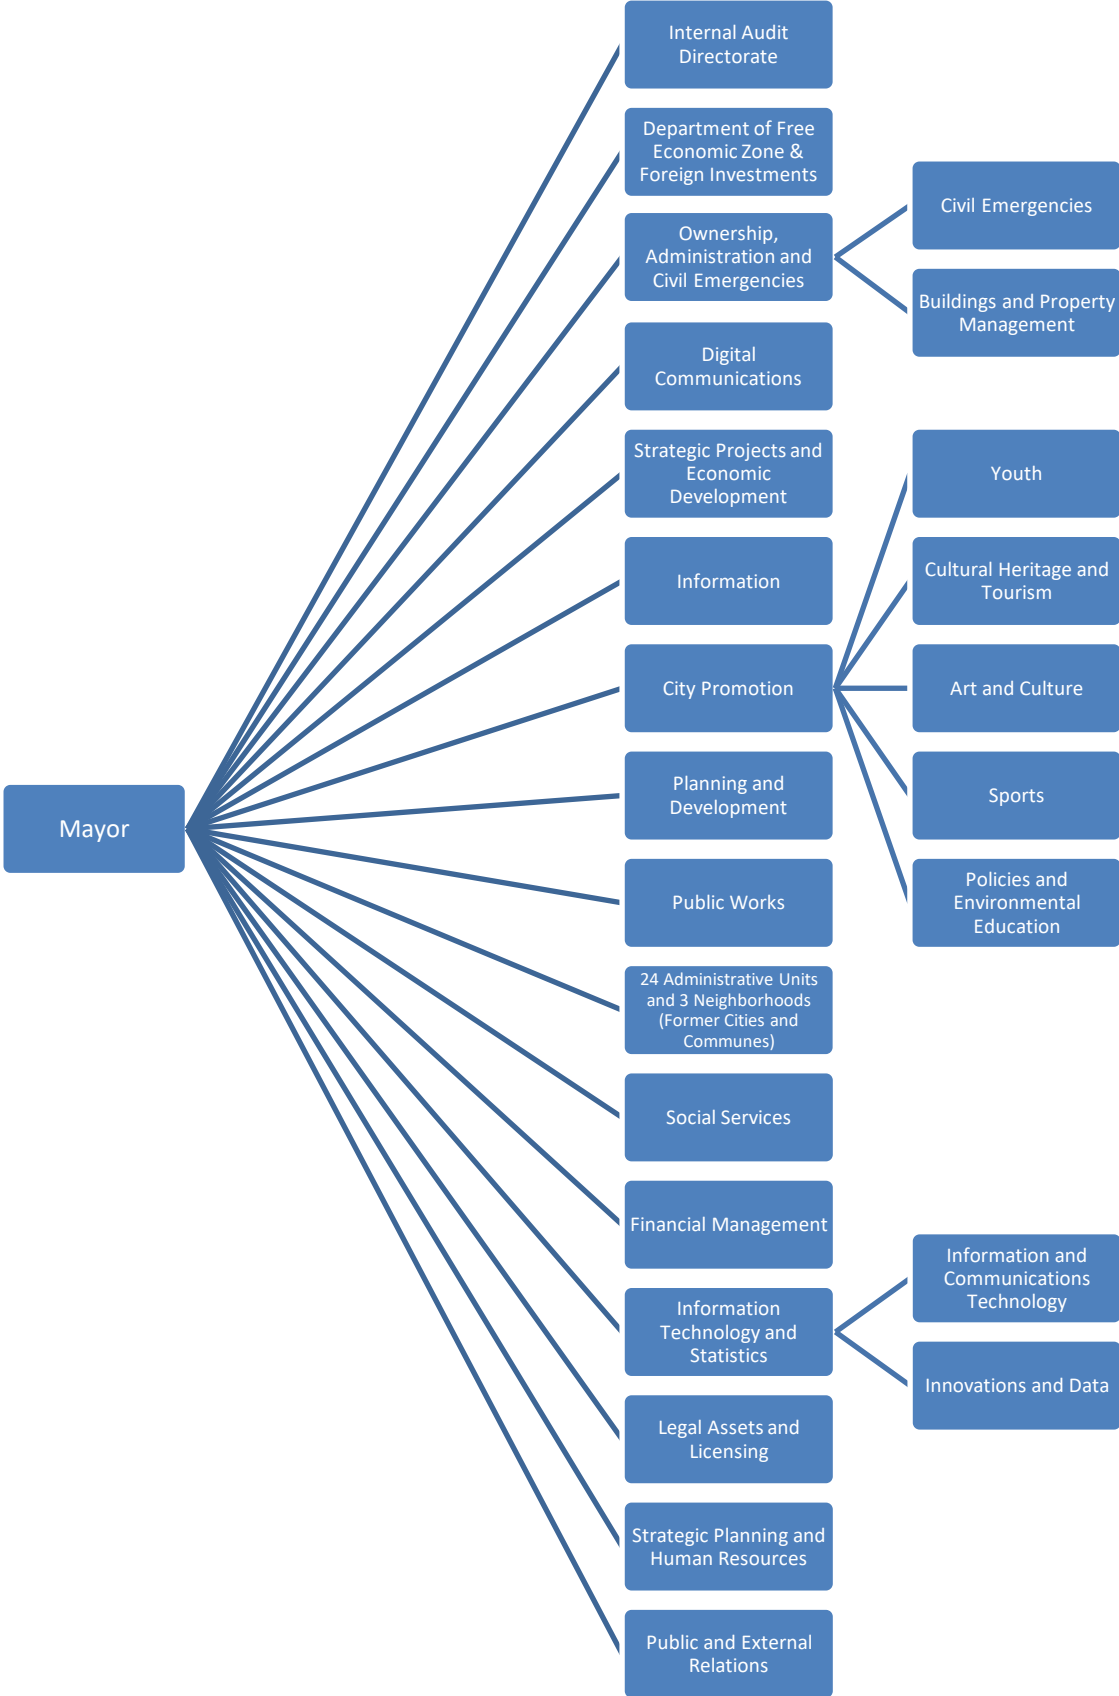 Mayor
Internal Audit
Directorate
Department of Free
Economic Zone &
Foreign Investments
Ownership,
Administration and
Civil Emergencies
Civil Emergencies
Buildings and Property
Management
Digital
Communications
Strategic Projects and
Economic
Development
Information
City Promotion
Youth
Cultural Heritage and
Tourism
Art and Culture
Sports
Policies and
Environmental
Education
Planning and
Development
Public Works
24 Administrative Units
and 3 Neighborhoods
(Former Cities and
Communes)
Social Services
Financial Management
Information
Technology and
Statistics
Information and
Communications
Technology
Innovations and Data
Legal Assets and
Licensing
Strategic Planning and
Human Resources
Public and External
Relations